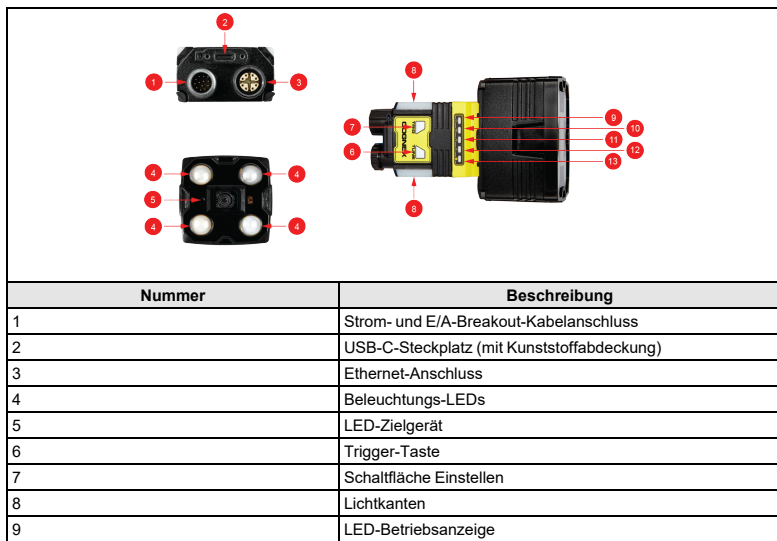 2
1
3
8
7
6
9
10
11
12
13
8
COGNEX
4
4
5
4
4
Nummer Beschreibung
1 Strom- und E/A-Breakout-Kabelanschluss
2 USB-C-Steckplatz (mit Kunststoffabdeckung)
3 Ethernet-Anschluss
4 Beleuchtungs-LEDs
5 LED-Zielgerät
6 Trigger-Taste
7 Schaltfläche Einstellen
8 Lichtkanten
9 LED-Betriebsanzeige